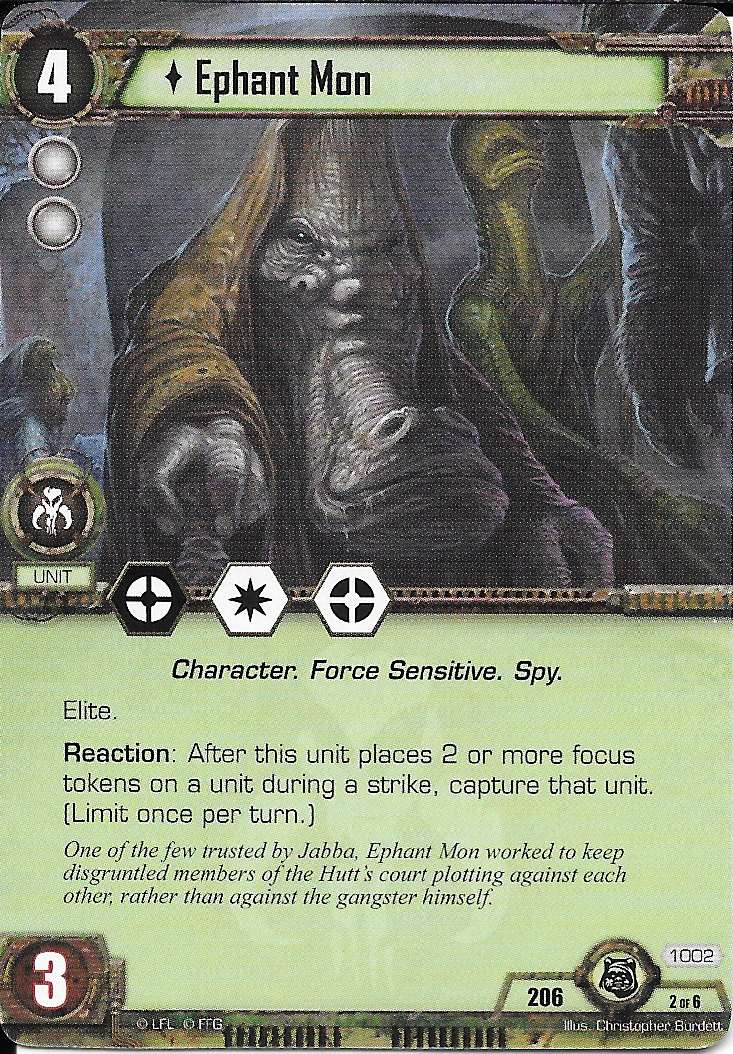 4
Ephant Mon
UNIT
Character. Force Sensitive. Spy.
Elite.
Reaction: After this unit places 2 or more focus
tokens on a unit during a strike, capture that unit.
(Limit once per turn.)
One of the few trusted by Jabba, Ephant Mon worked to keep
disgruntled members of the Hutt's court plotting against each
other, rather than against the gangster himself.
3
1002
206
2 OF 6
© LFL © FFG
Illus. Christopher Burdett